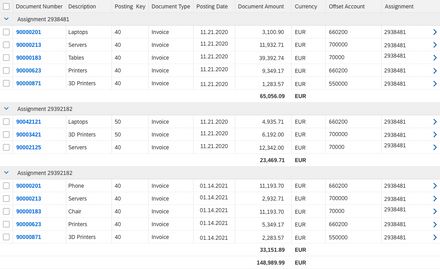 Document Number Description Posting Key Document Type Posting Date Document Amount Currency Offset Account Assignment
Assignment 2938481
90000201 Laptops 40 Invoice 11.21.2020 3,100.90 EUR 660200 2938481
90000213 Servers 40 Invoice 11.21.2020 11,932.71 EUR 700000 2938481
90000183 Tables 40 Invoice 11.21.2020 39,392.74 EUR 70000 2938481
90000623 Printers 40 Invoice 11.21.2020 9,349.17 EUR 660200 2938481
90000871 3D Printers 40 Invoice 11.21.2020 1,283.57 EUR 550000 2938481
65,056.09 EUR
Assignment 29392182
90042121 Laptops 50 Invoice 11.21.2020 4,935.71 EUR 660200 2938481
90003421 3D Printers 50 Invoice 11.21.2020 6,192.00 EUR 700000 2938481
90002125 Servers 40 Invoice 11.21.2020 12,342.00 EUR 70000 2938481
23,469.71 EUR
Assignment 29392182
90000201 Phone 40 Invoice 01.14.2021 11,193.70 EUR 660200 2938481
90000213 Servers 40 Invoice 01.14.2021 2,932.71 EUR 700000 2938481
90000183 Chair 40 Invoice 01.14.2021 11,193.70 EUR 70000 2938481
90000623 Printers 40 Invoice 01.14.2021 5,349.17 EUR 660200 2938481
90000871 3D Printers 40 Invoice 01.14.2021 2,283.57 EUR 550000 2938481
33,151.89 EUR
148,989.99 EUR